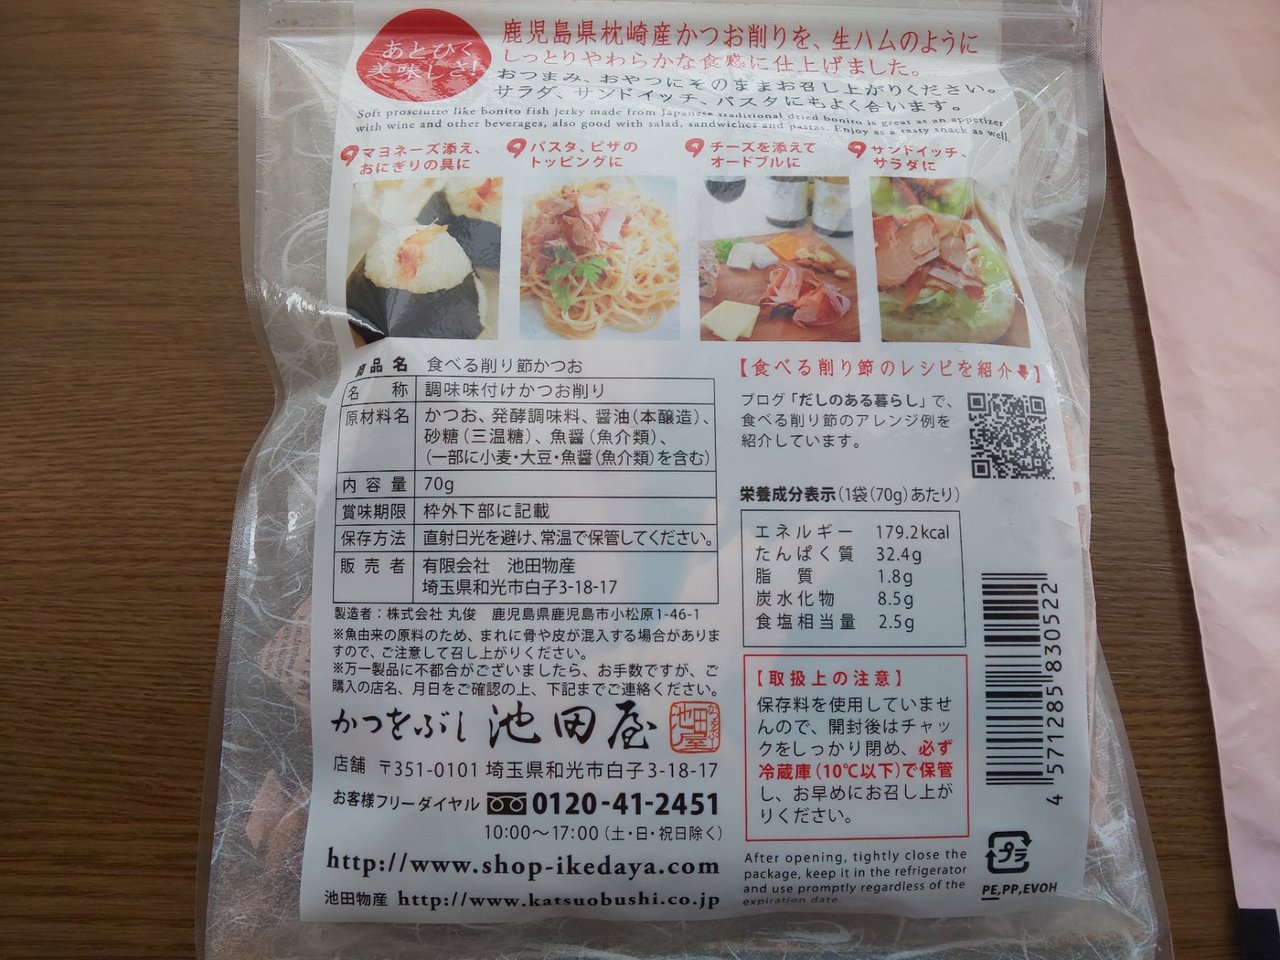 あとひく
美味しさ!
鹿児島県枕崎産かつお削りを、生ハムのように
しっとりやわらかな食感に仕上げました。
おつまみ、おやつにそのままお召し上がりください。
サラダ、サンドイッチ、パスタにもよく合います。
Soft prosciutto like bonito fish jerky made from Japanese traditional dried bonito is great as an appetizer
with wine and other beverages, also good with salad, sandwiches and pastas. Enjoy as a tasty snack as well.
マヨネーズ添え、
おにぎりの具に
パスタ、ピザの
トッピングに
チーズを添えて
オードブルに
サンドイッチ、
サラダに
商品名 食べる削り節かつお
名称 調味味付けかつお削り
原材料名 かつお、発酵調味料、醤油(本醸造)、
砂糖(三温糖)、魚醤(魚介類)、
(一部に小麦・大豆・魚醤(魚介類)を含む)
内容量 70g
賞味期限 枠外下部に記載
保存方法 直射日光を避け、常温で保管してください。
販売者 有限会社 池田物産
埼玉県和光市白子3-18-17
製造者:株式会社 丸俊 鹿児島県鹿児島市小松原1-46-1
※魚由来の原料のため、まれに骨や皮が混入する場合がありま
すので、ご注意して召し上がりください。
※万一製品に不都合がございましたら、お手数ですが、ご
購入の店名、月日をご確認の上、下記までご連絡ください。
かつをぶし 池田屋
かつをぶし
池田屋
店舗 〒351-0101 埼玉県和光市白子3-18-17
お客様フリーダイヤル 0120-41-2451
10:00〜17:00(土・日・祝日除く)
http://www.shop-ikedaya.com
池田物産 http://www.katsuobushi.co.jp
【食べる削り節のレシピを紹介】
ブログ「だしのある暮らし」で、
食べる削り節のアレンジ例を
紹介しています。
栄養成分表示(1袋(70g)あたり)
エネルギー 179.2kcal
たんぱく質 32.4g
脂質 1.8g
炭水化物 8.5g
食塩相当量 2.5g
【取扱上の注意】
保存料を使用していませ
んので、開封後はチャッ
クをしっかり閉め、必ず
冷蔵庫(10℃以下)で保管
し、お早めにお召し上が
りください。
After opening, tightly close the
package, keep it in the refrigerator
and use promptly regardless of the
expiration date.
4 571285 830522
プラ
PE,PP,EVOH